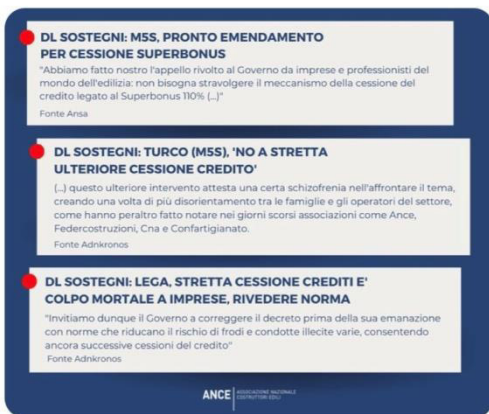 DL SOSTEGNI: M5S, PRONTO EMENDAMENTO
PER CESSIONE SUPERBONUS
"Abbiamo fatto nostro l'appello rivolto al Governo da imprese e professionisti del
mondo dell'edilizia: non bisogna stravolgere il meccanismo della cessione del
credito legato al Superbonus 110% (...)"
Fonte Ansa
DL SOSTEGNI: TURCO (M5S), 'NO A STRETTA
ULTERIORE CESSIONE CREDITO'
(...) questo ulteriore intervento attesta una certa schizofrenia nell'affrontare il tema,
creando una volta di più disorientamento tra le famiglie e gli operatori del settore,
come hanno peraltro fatto notare nei giorni scorsi associazioni come Ance,
Federcostruzioni, Cna e Confartigianato.
Fonte Adnkronos
DL SOSTEGNI: LEGA, STRETTA CESSIONE CREDITI E'
COLPO MORTALE A IMPRESE, RIVEDERE NORMA
"Invitiamo dunque il Governo a correggere il decreto prima della sua emanazione
con norme che riducano il rischio di frodi e condotte illecite varie, consentendo
ancora successive cessioni del credito"
Fonte Adnkronos
ANCE ASSOCIAZIONE NAZIONALE
COSTRUTTORI EDILI